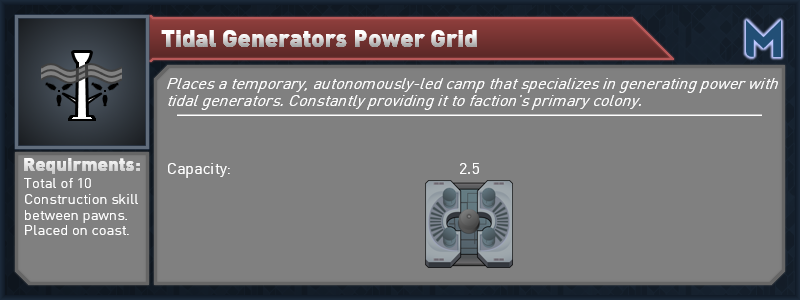 Tidal Generators Power Grid
M
Places a temporary, autonomously-led camp that specializes in generating power with
tidal generators. Constantly providing it to faction's primary colony.
Requirments:
Total of 10
Construction skill
between pawns.
Placed on coast.
Capacity: 2.5